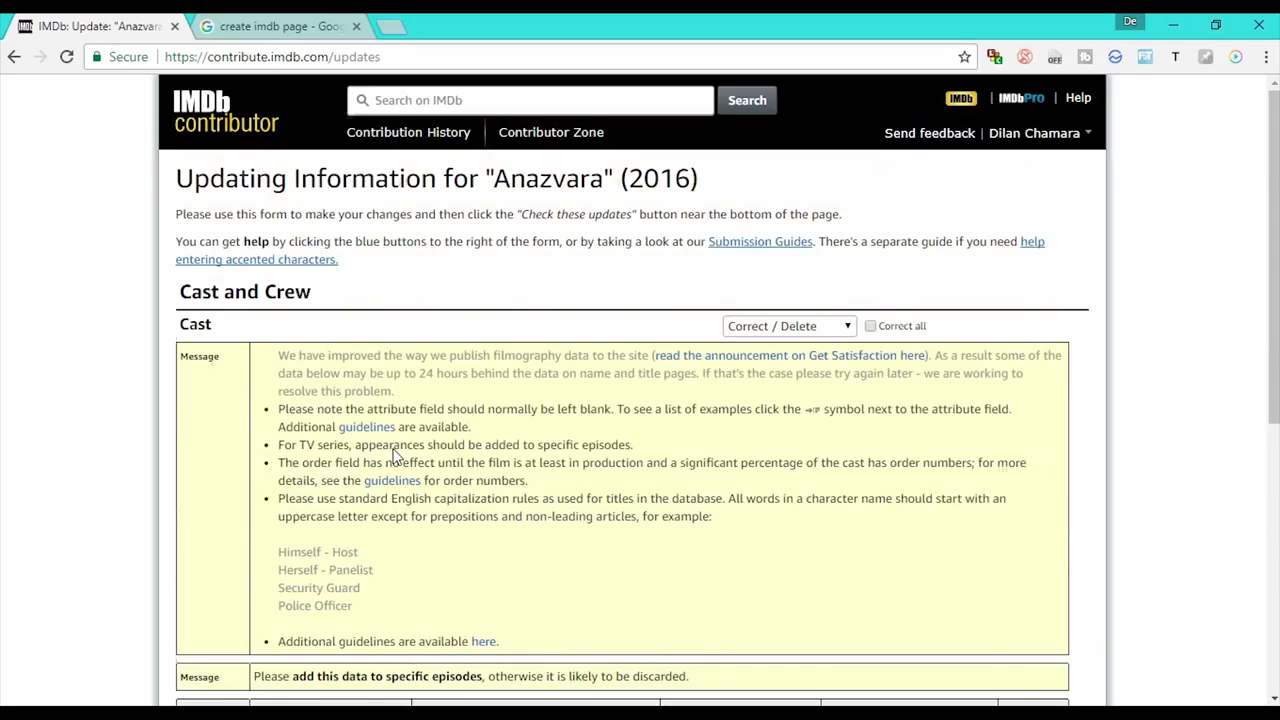 IMDb: Update: "Anazvara
create imdb page - Goo
De
Secure
https://contribute.imdb.com/updates
IMDb
contributor
Search on IMDb
Search
IMDb
IMDbPro
Help
Contribution History
Contributor Zone
Send feedback
Dilan Chamara
Updating Information for "Anazvara" (2016)
Please use this form to make your changes and then click the "Check these updates" button near the bottom of the page.
You can get help by clicking the blue buttons to the right of the form, or by taking a look at our Submission Guides. There's a separate guide if you need help
entering accented characters.
Cast and Crew
Cast
Correct / Delete
Correct all
Message
We have improved the way we publish filmography data to the site (read the announcement on Get Satisfaction here). As a result some of the
data below may be up to 24 hours behind the data on name and title pages. If that's the case please try again later - we are working to
resolve this problem.
Please note the attribute field should normally be left blank. To see a list of examples click the symbol next to the attribute field.
Additional guidelines are available.
For TV series, appearances should be added to specific episodes.
The order field has no effect until the film is at least in production and a significant percentage of the cast has order numbers; for more
details, see the guidelines for order numbers.
Please use standard English capitalization rules as used for titles in the database. All words in a character name should start with an
uppercase letter except for prepositions and non-leading articles, for example:
Himself - Host
Herself - Panelist
Security Guard
Police Officer
Additional guidelines are available here.
Message
Please add this data to specific episodes, otherwise it is likely to be discarded.